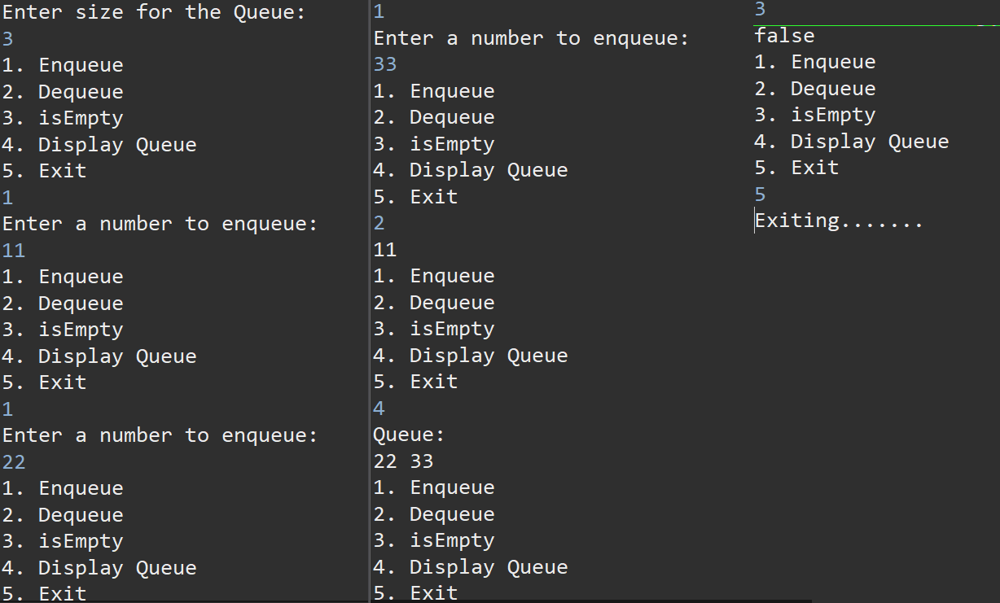 Enter size for the Queue:
3
1. Enqueue
2. Dequeue
3. isEmpty
4. Display Queue
5. Exit
1
Enter a number to enqueue:
11
1. Enqueue
2. Dequeue
3. isEmpty
4. Display Queue
5. Exit
1
Enter a number to enqueue:
22
1. Enqueue
2. Dequeue
3. isEmpty
4. Display Queue
5. Exit
1
Enter a number to enqueue:
33
1. Enqueue
2. Dequeue
3. isEmpty
4. Display Queue
5. Exit
2
11
1. Enqueue
2. Dequeue
3. isEmpty
4. Display Queue
5. Exit
4
Queue:
22 33
1. Enqueue
2. Dequeue
3. isEmpty
4. Display Queue
5. Exit
3
false
1. Enqueue
2. Dequeue
3. isEmpty
4. Display Queue
5. Exit
5
Exiting.......